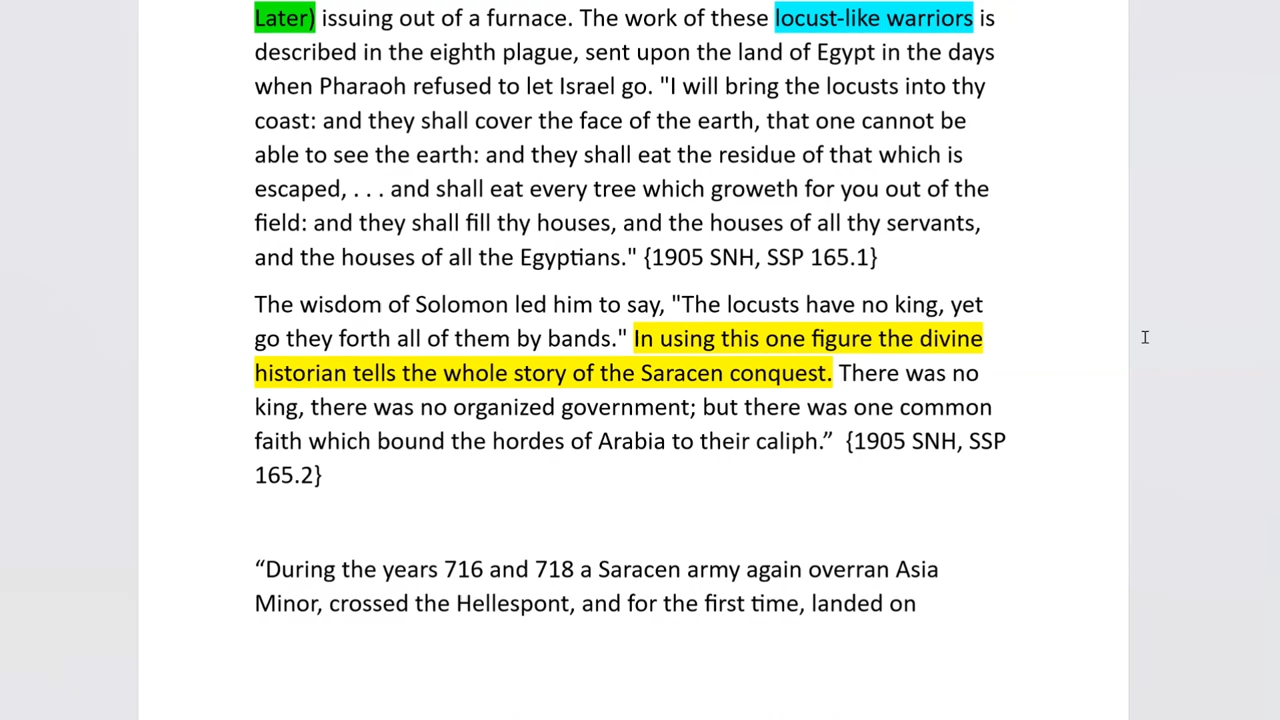 Later) issuing out of a furnace. The work of these locust-like warriors is
described in the eighth plague, sent upon the land of Egypt in the days
when Pharaoh refused to let Israel go. "I will bring the locusts into thy
coast: and they shall cover the face of the earth, that one cannot be
able to see the earth: and they shall eat the residue of that which is
escaped, . . . and shall eat every tree which groweth for you out of the
field: and they shall fill thy houses, and the houses of all thy servants,
and the houses of all the Egyptians." {1905 SNH, SSP 165.1}
The wisdom of Solomon led him to say, "The locusts have no king, yet
go they forth all of them by bands." In using this one figure the divine
historian tells the whole story of the Saracen conquest. There was no
king, there was no organized government; but there was one common
faith which bound the hordes of Arabia to their caliph.”  {1905 SNH, SSP
165.2}
“During the years 716 and 718 a Saracen army again overran Asia
Minor, crossed the Hellespont, and for the first time, landed on